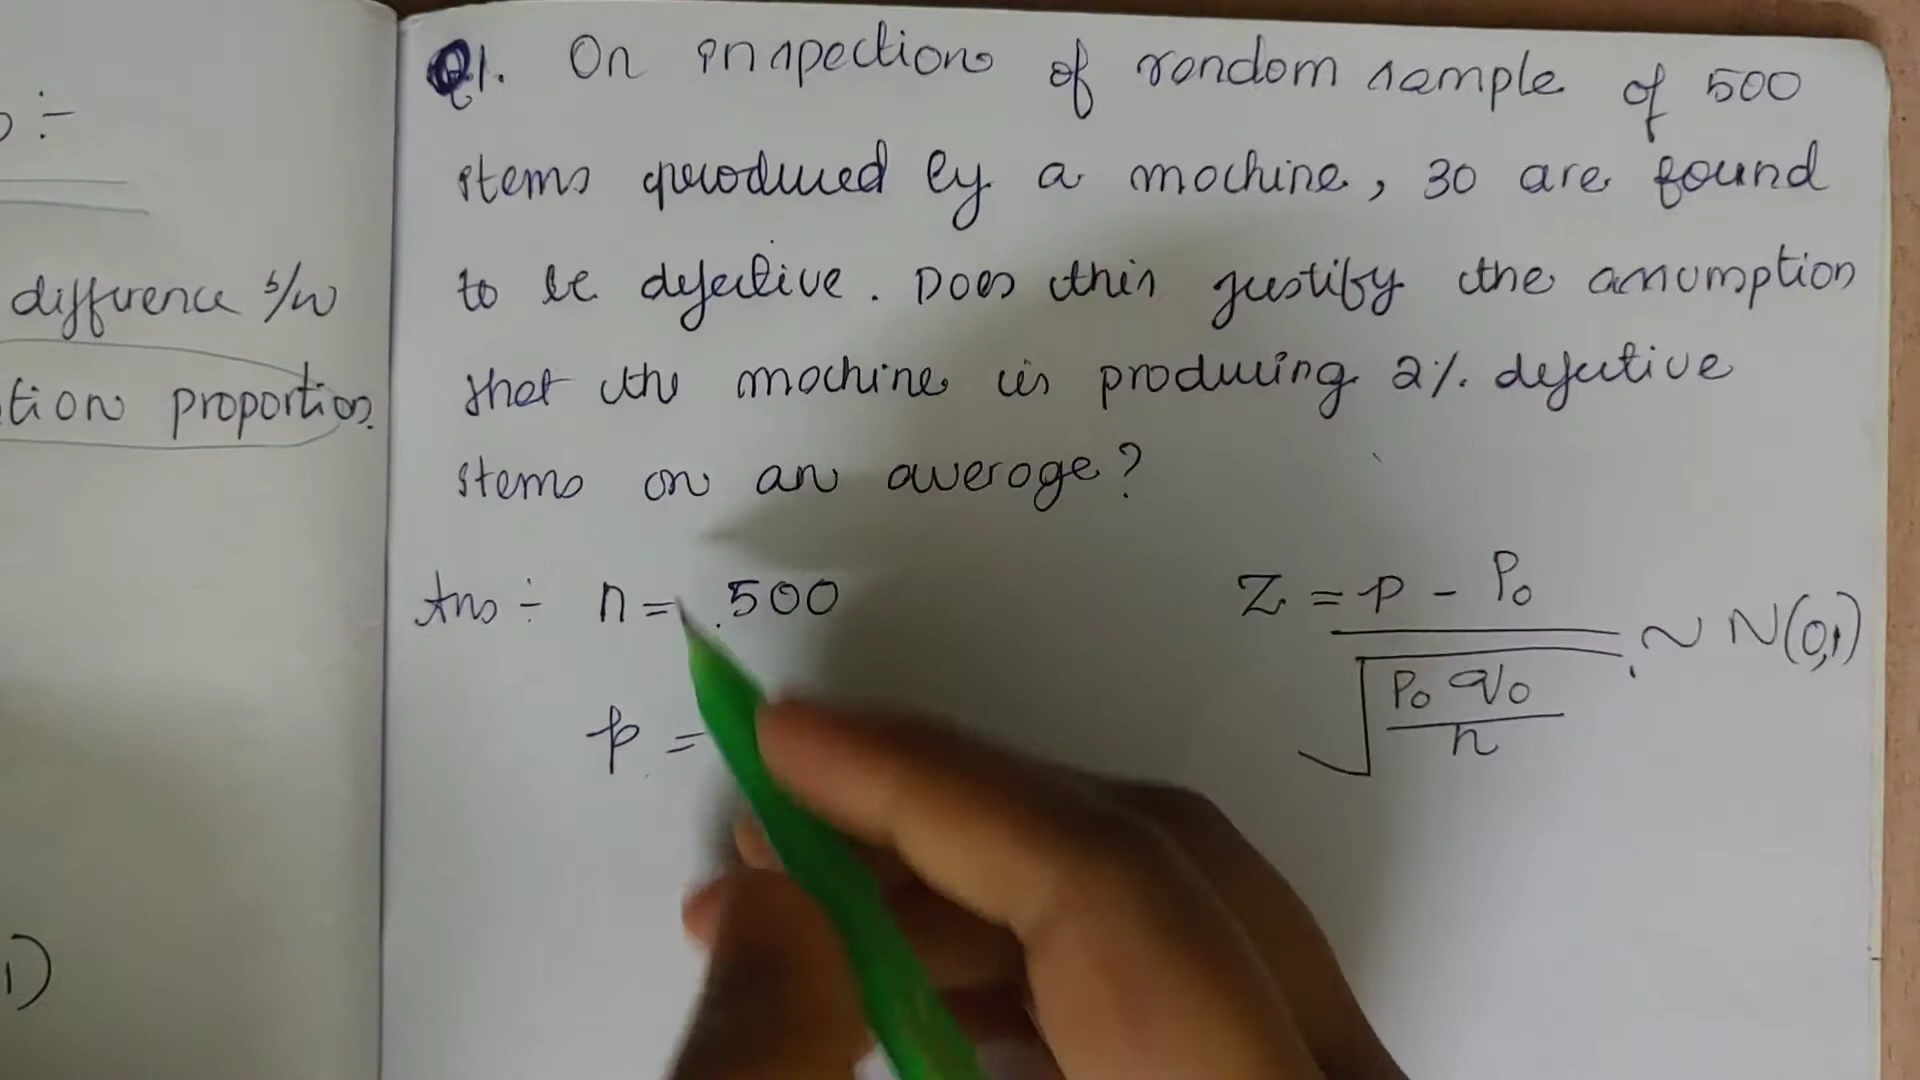 :-
difference b/w
tion proportion.
1)
Q1. On inspection of random sample of 500
items produced by a machine, 30 are found
to be defective. Does this justify the assumption
that the machine is producing 2% defective
items on an average?
Ans :- n = 500
p =
Z = p - P₀
√ P₀ q₀ / n ~ N(0,1)